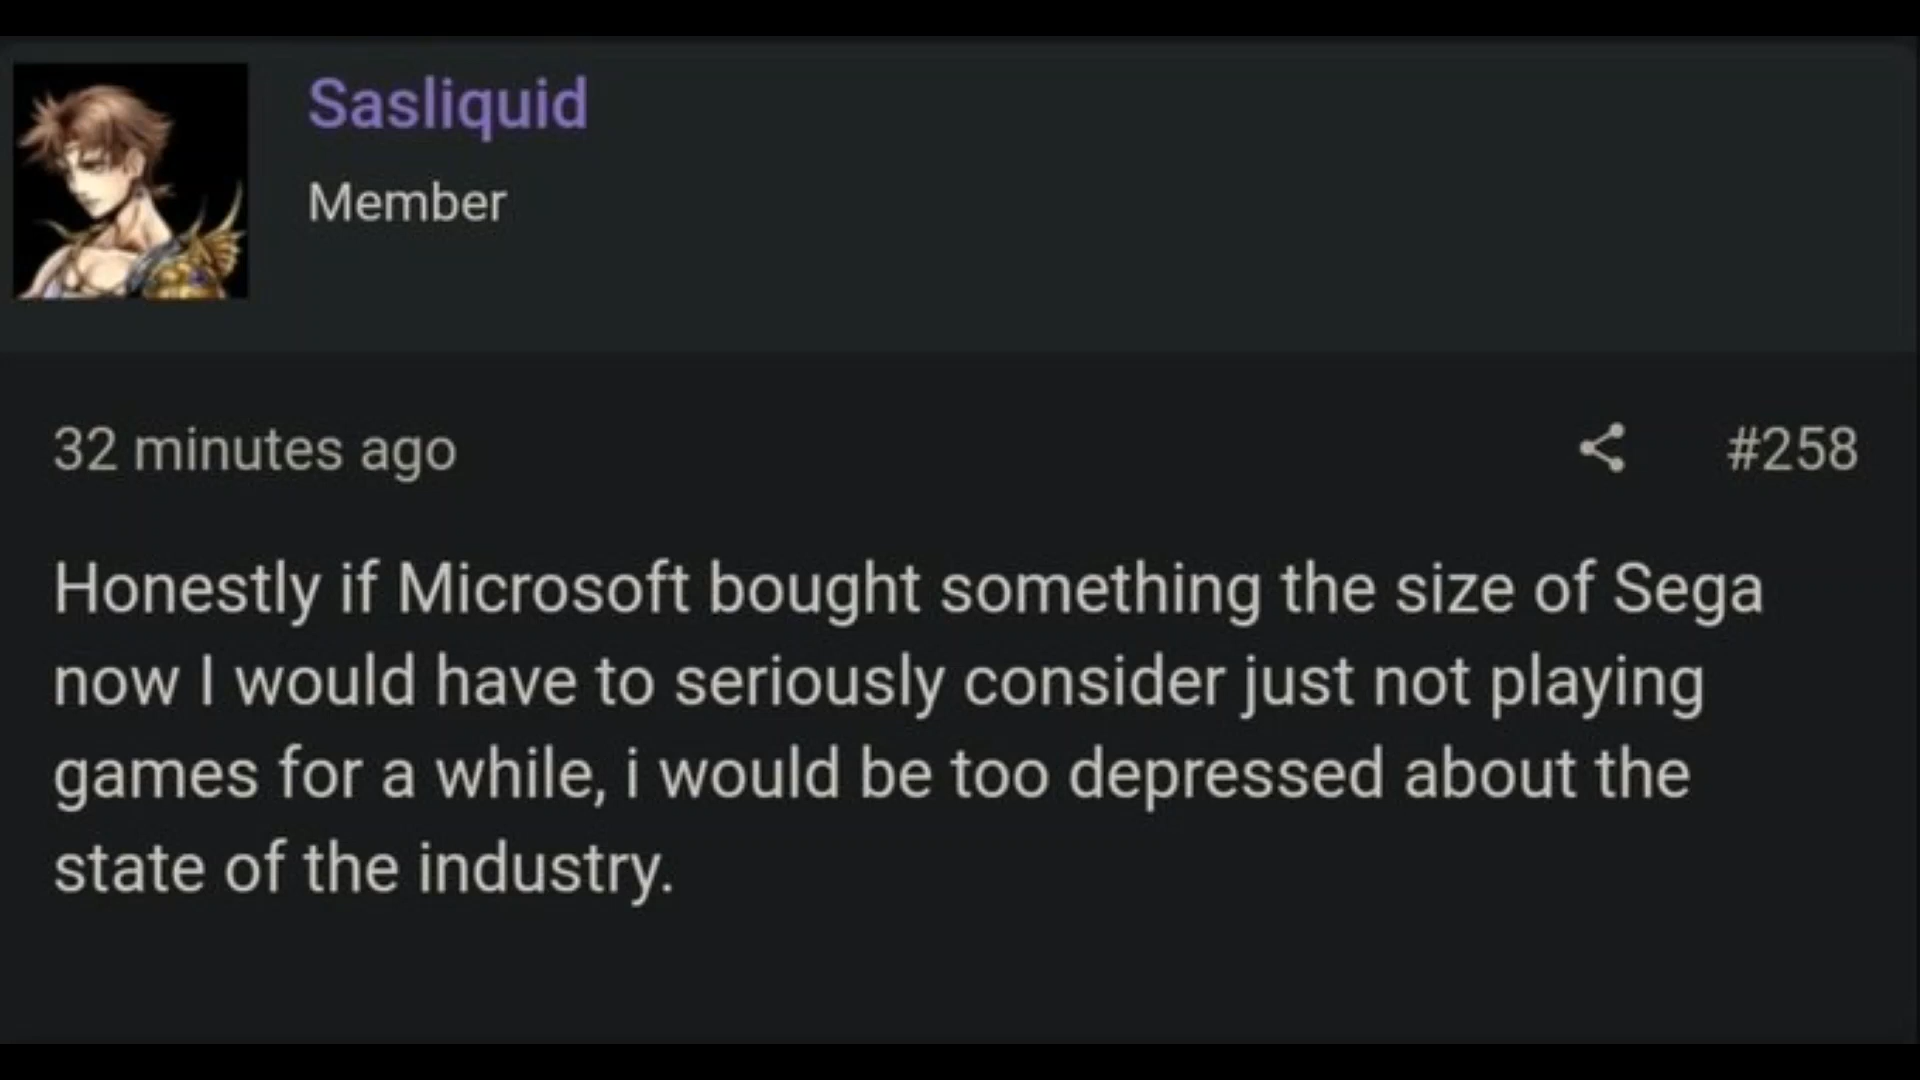 Sasliquid
Member
32 minutes ago
#258
Honestly if Microsoft bought something the size of Sega
now I would have to seriously consider just not playing
games for a while, i would be too depressed about the
state of the industry.